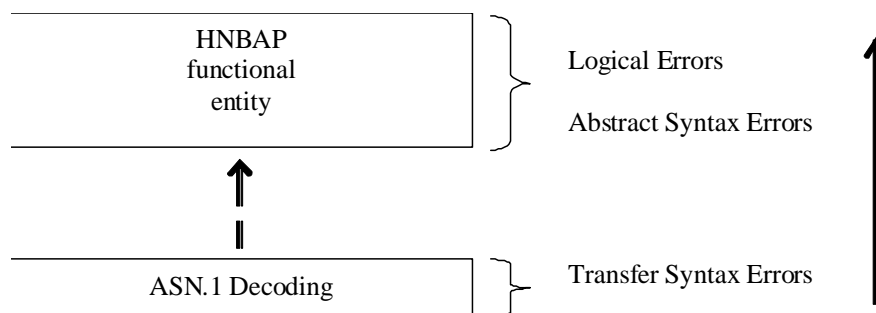 HNBAP
functional
entity
Logical Errors
Abstract Syntax Errors
ASN.1 Decoding
Transfer Syntax Errors